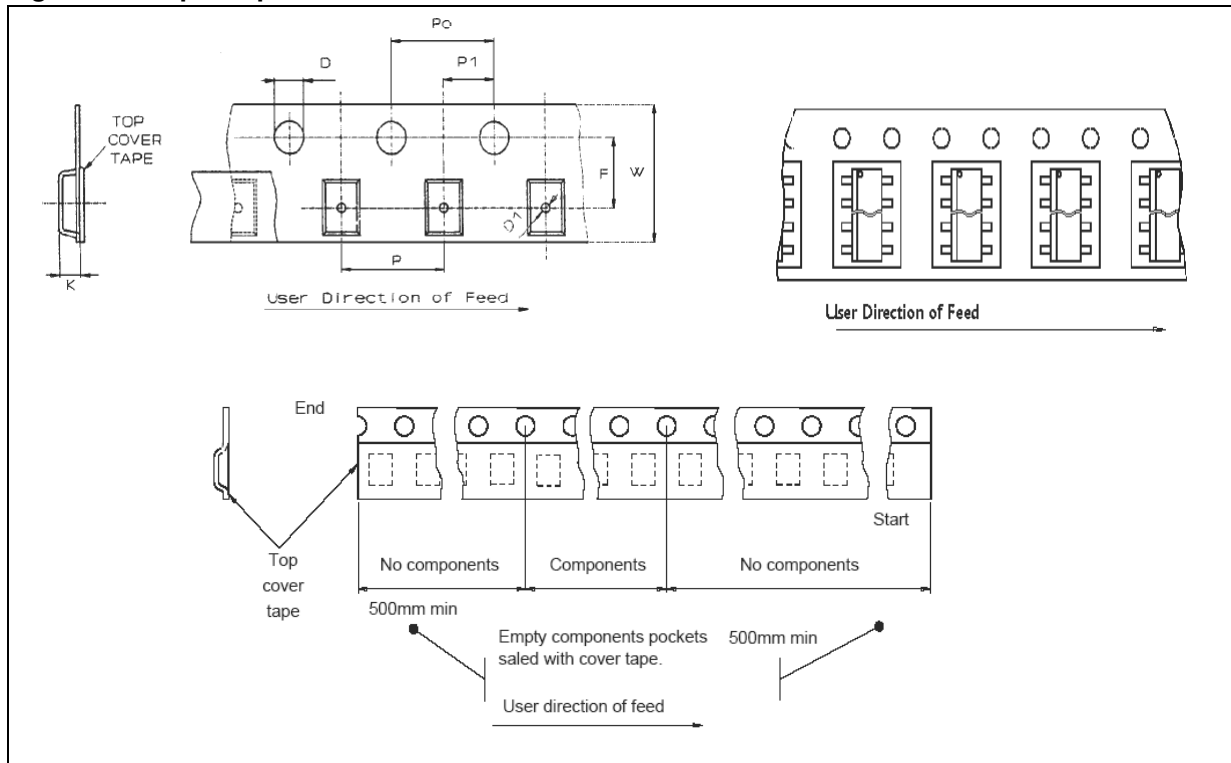 Po
D
P1
TOP
COVER
TAPE
F
W
D1
P
K
User Direction of Feed
User Direction of Feed
End
Start
Top
cover
tape
No components
Components
No components
500mm min
Empty components pockets
saled with cover tape.
500mm min
User direction of feed